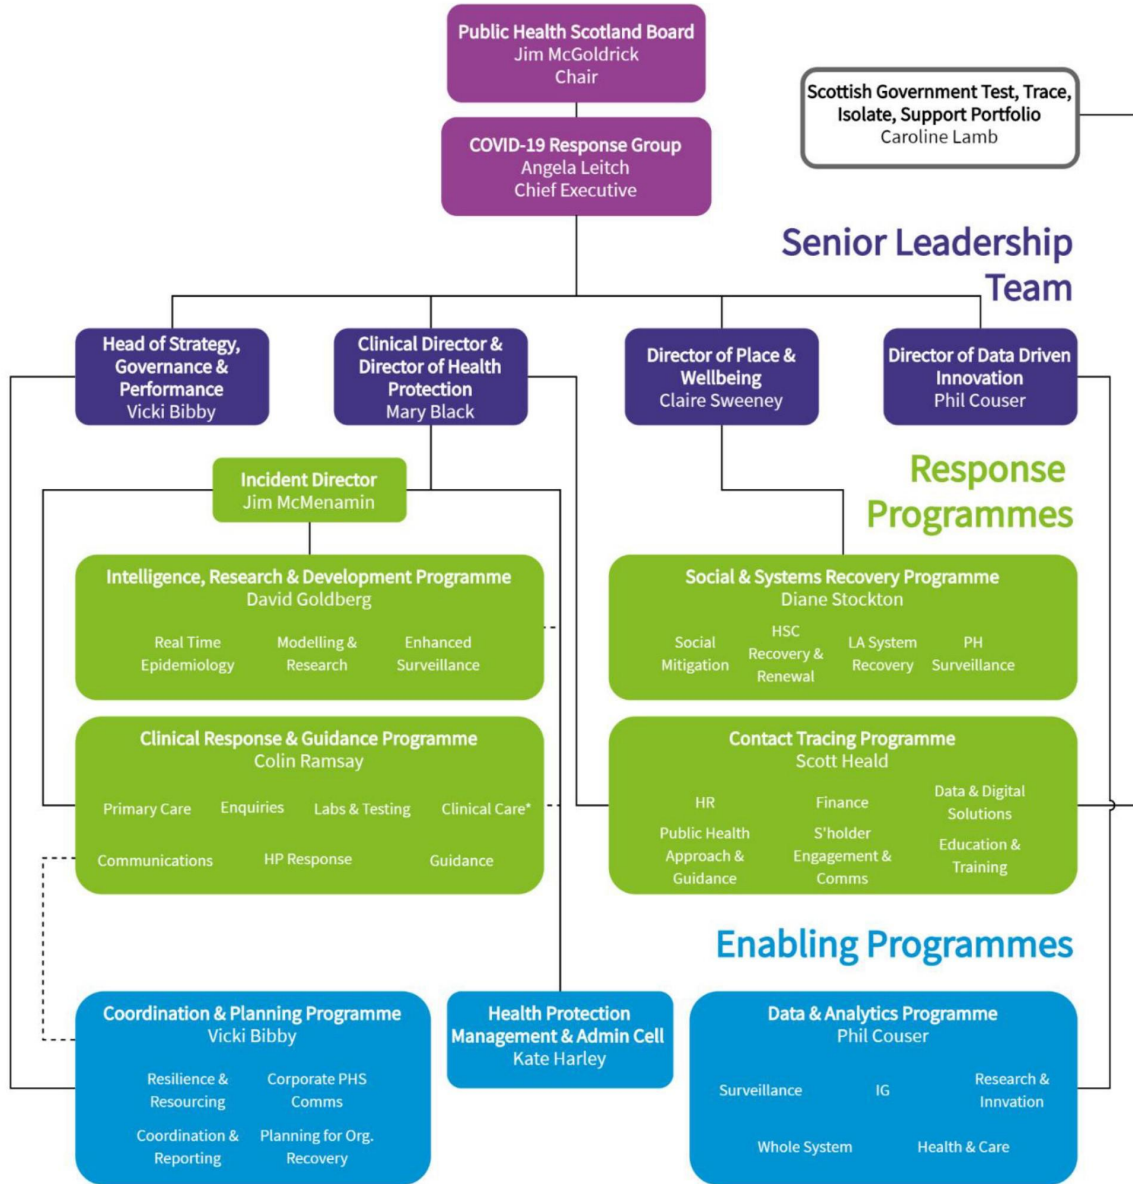 Public Health Scotland Board
Jim McGoldrick
Chair
Scottish Government Test, Trace,
Isolate, Support Portfolio
Caroline Lamb
COVID-19 Response Group
Angela Leitch
Chief Executive
Senior Leadership
Team
Head of Strategy,
Governance &
Performance
Vicki Bibby
Clinical Director &
Director of Health
Protection
Mary Black
Director of Place &
Wellbeing
Claire Sweeney
Director of Data Driven
Innovation
Phil Couser
Response
Programmes
Incident Director
Jim McMenamin
Intelligence, Research & Development Programme
David Goldberg
Real Time
Epidemiology
Modelling &
Research
Enhanced
Surveillance
Social & Systems Recovery Programme
Diane Stockton
Social
Mitigation
HSC
Recovery &
Renewal
LA System
Recovery
PH
Surveillance
Clinical Response & Guidance Programme
Colin Ramsay
Primary Care
Enquiries
Labs & Testing
Clinical Care*
Communications
HP Response
Guidance
Contact Tracing Programme
Scott Heald
HR
Finance
Data & Digital
Solutions
Public Health
Approach &
Guidance
S'holder
Engagement &
Comms
Education &
Training
Enabling Programmes
Coordination & Planning Programme
Vicki Bibby
Resilience &
Resourcing
Corporate PHS
Comms
Coordination &
Reporting
Planning for Org.
Recovery
Health Protection
Management & Admin Cell
Kate Harley
Data & Analytics Programme
Phil Couser
Surveillance
IG
Research &
Innvation
Whole System
Health & Care